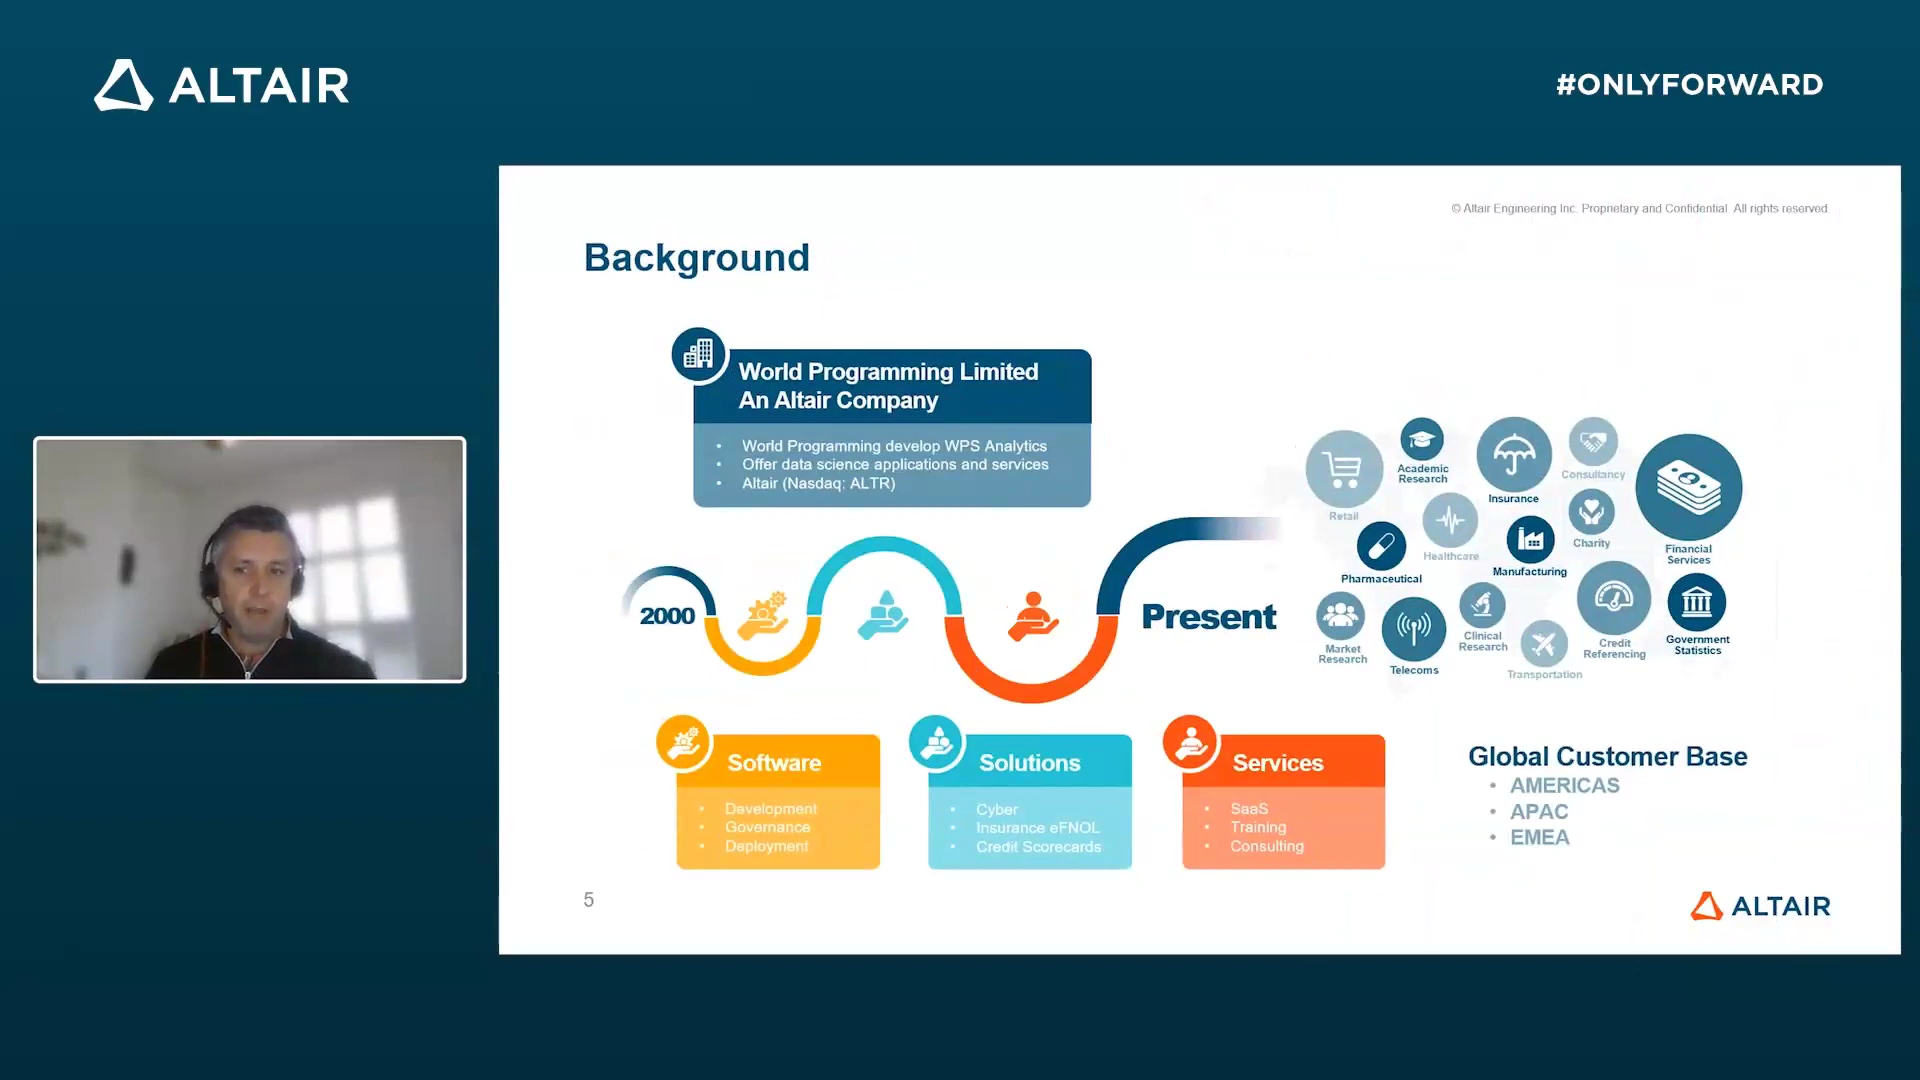 ALTAIR
#ONLYFORWARD
© Altair Engineering Inc. Proprietary and Confidential. All rights reserved.
Background
World Programming Limited
An Altair Company
• World Programming develop WPS Analytics
• Offer data science applications and services
• Altair (Nasdaq: ALTR)
2000
Present
Retail
Academic
Research
Insurance
Consultancy
Healthcare
Charity
Financial
Services
Pharmaceutical
Manufacturing
Market
Research
Telecoms
Clinical
Research
Transportation
Credit
Referencing
Government
Statistics
Software
• Development
• Governance
• Deployment
Solutions
• Cyber
• Insurance eFNOL
• Credit Scorecards
Services
• SaaS
• Training
• Consulting
Global Customer Base
• AMERICAS
• APAC
• EMEA
5
ALTAIR